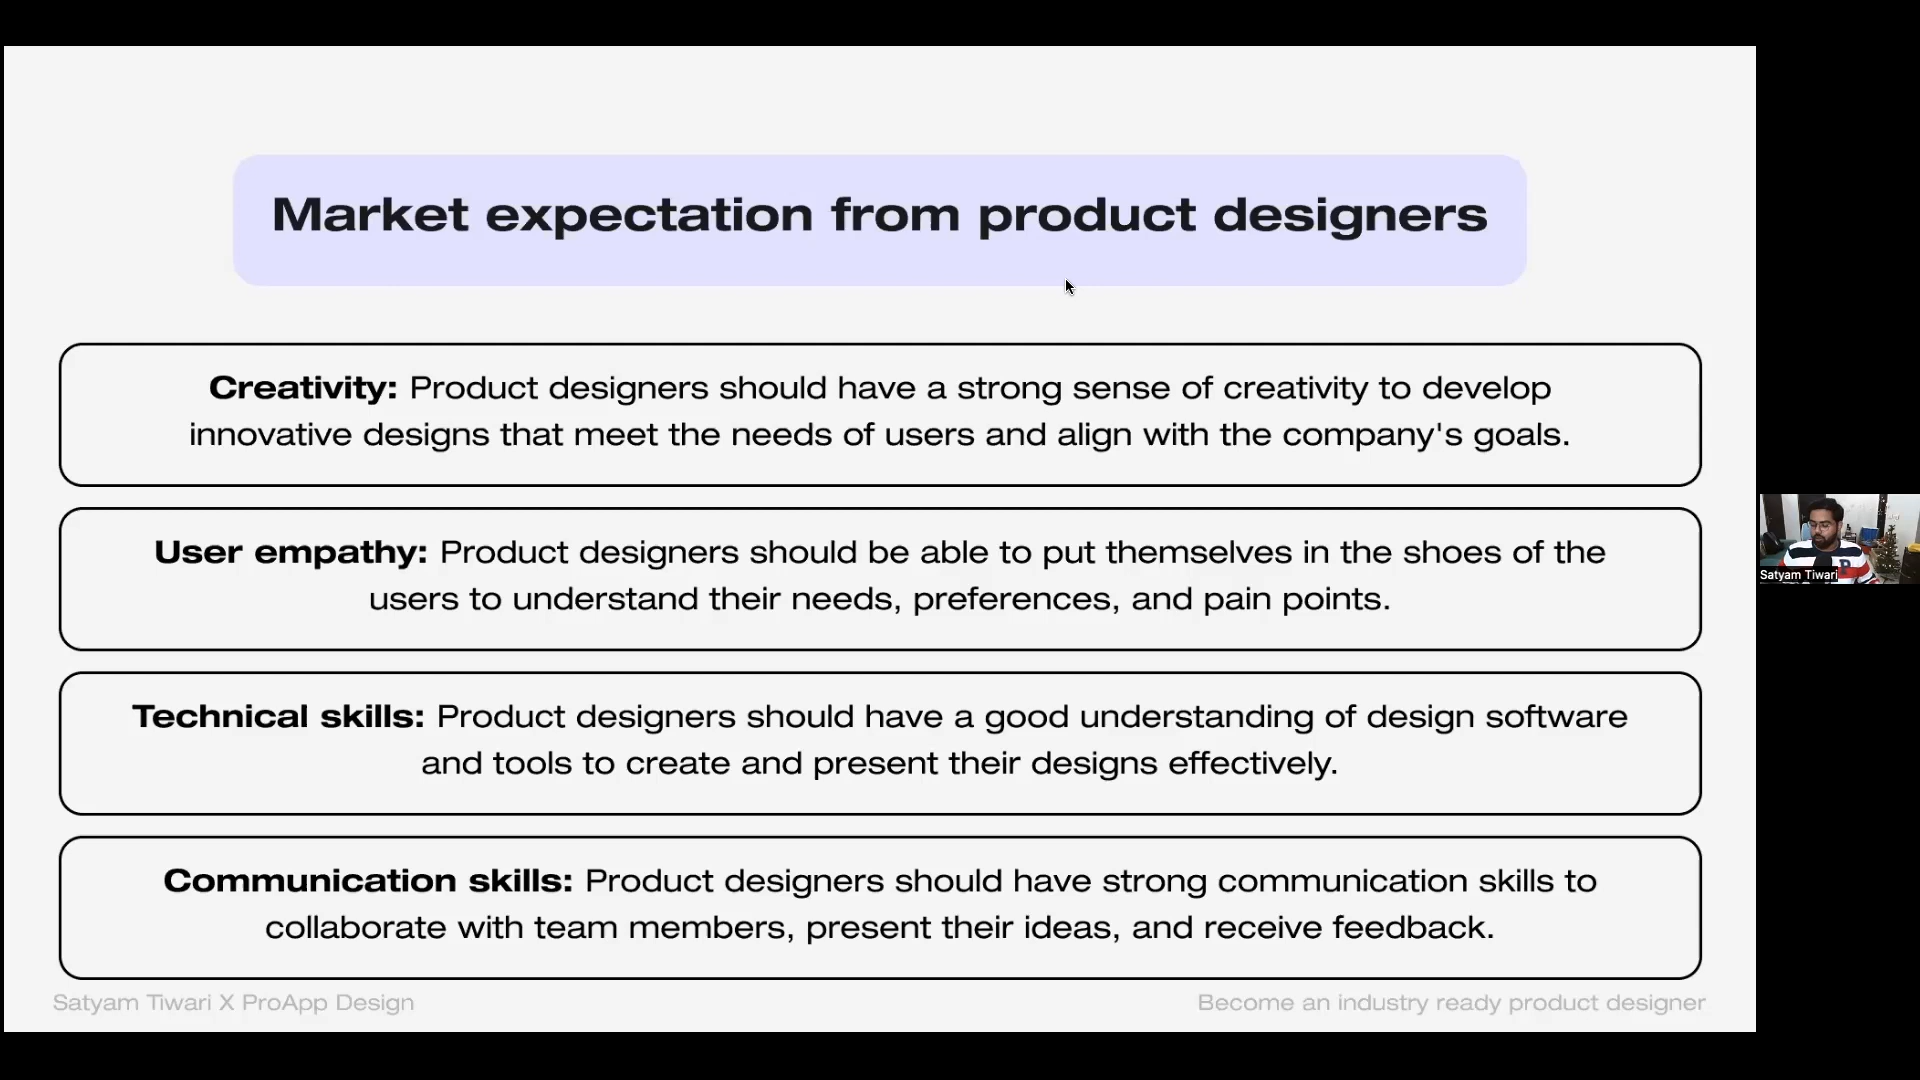 Market expectation from product designers
Creativity: Product designers should have a strong sense of creativity to develop
innovative designs that meet the needs of users and align with the company's goals.
User empathy: Product designers should be able to put themselves in the shoes of the
users to understand their needs, preferences, and pain points.
Technical skills: Product designers should have a good understanding of design software
and tools to create and present their designs effectively.
Communication skills: Product designers should have strong communication skills to
collaborate with team members, present their ideas, and receive feedback.
Satyam Tiwari X ProApp Design
Become an industry ready product designer
Satyam Tiwari